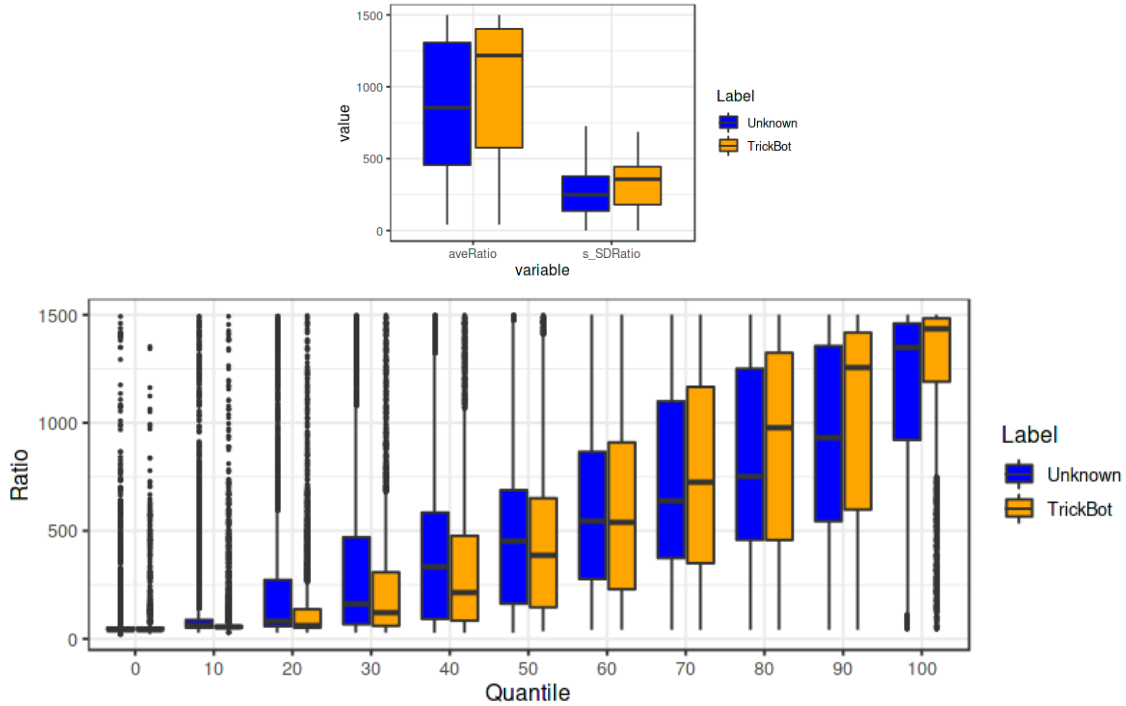 1500
1000
500
0
value
aveRatio
s_SDRatio
variable
Label
Unknown
TrickBot
1500
1000
500
0
Ratio
0 10 20 30 40 50 60 70 80 90 100
Quantile
Label
Unknown
TrickBot